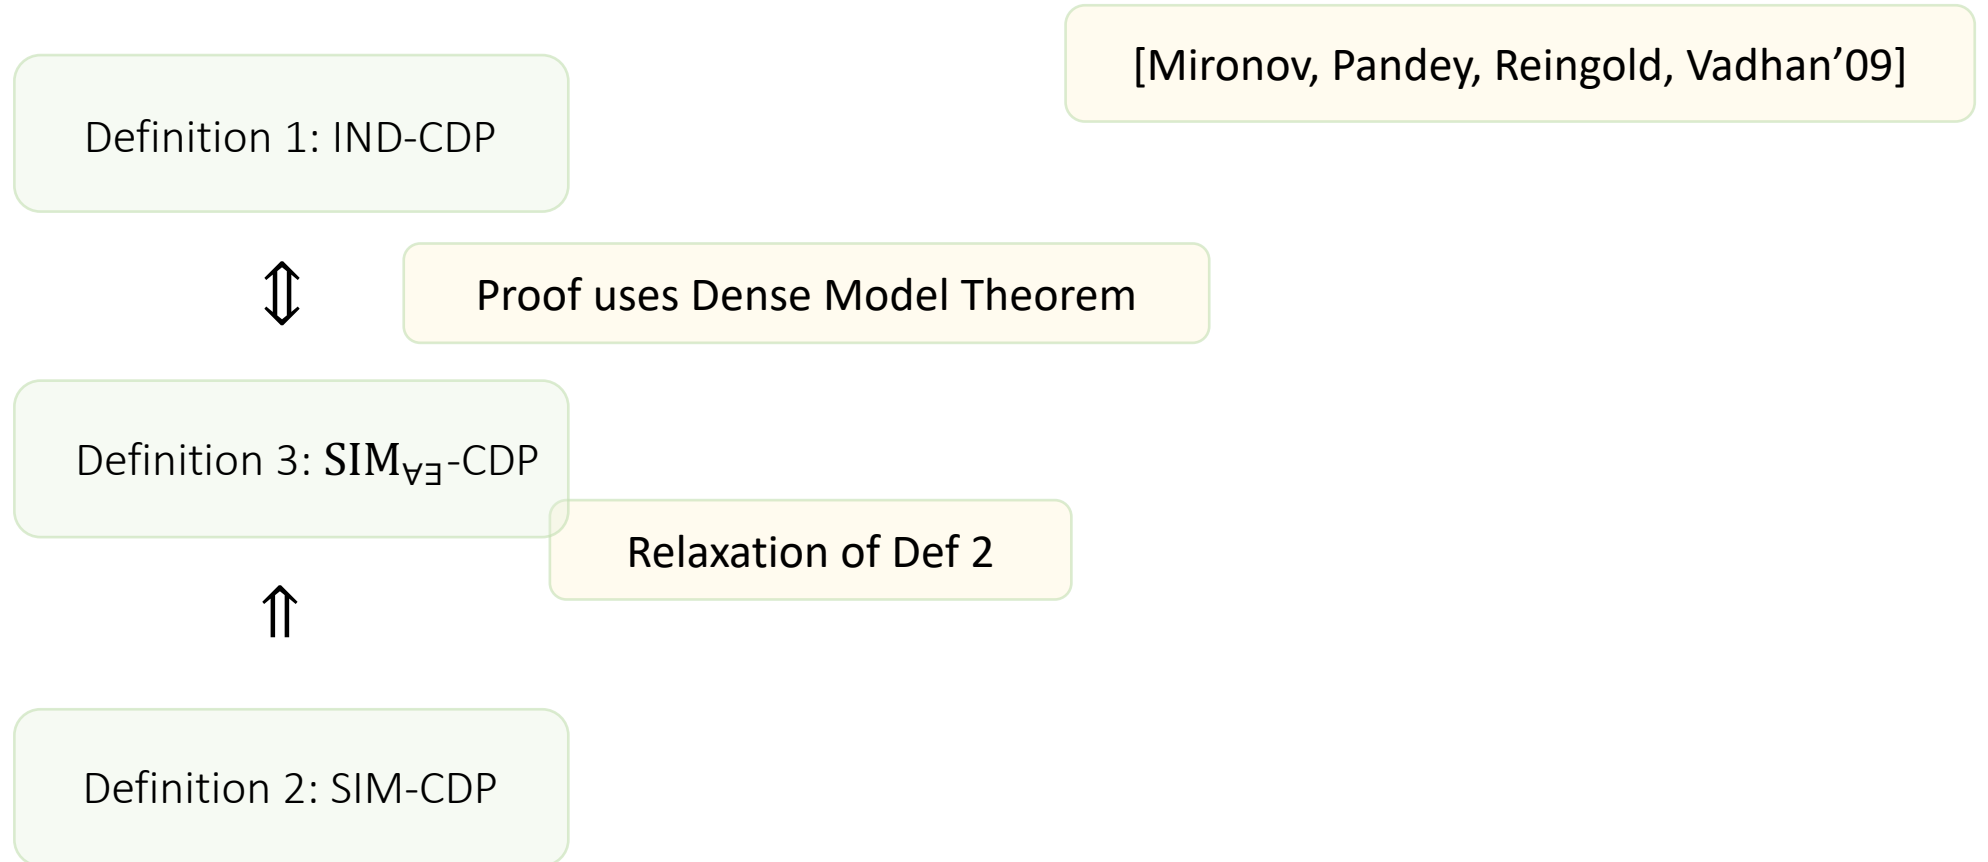 [Mironov, Pandey, Reingold, Vadhan’09]
Definition 1: IND-CDP
⇕
Proof uses Dense Model Theorem
Definition 3: SIM∀∃-CDP
Relaxation of Def 2
⇑
Definition 2: SIM-CDP